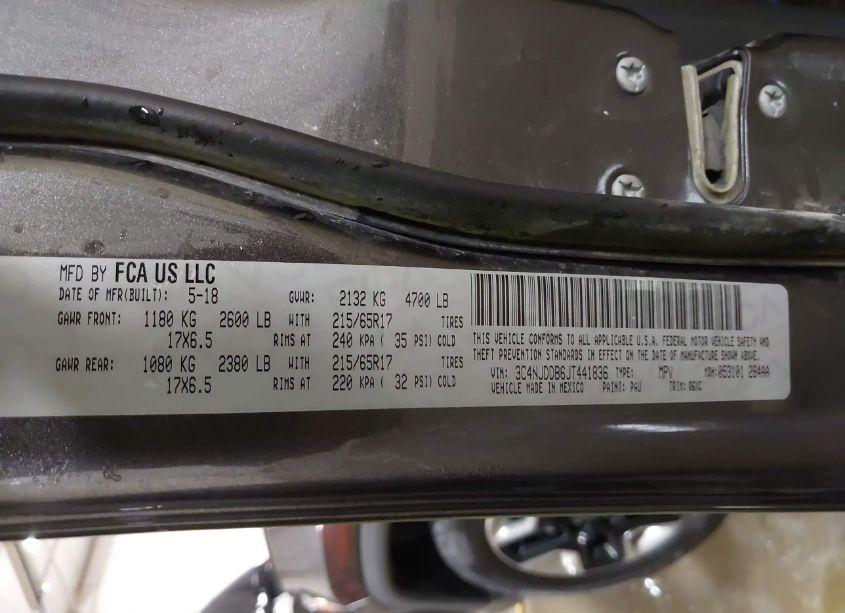 MFD BY FCA US LLC
DATE OF MFR(BUILT): 5-18 GVWR: 2132 KG 4700 LB
GAWR FRONT: 1180 KG 2600 LB WITH 215/65R17 TIRES
17X6.5 RIMS AT 240 KPA ( 35 PSI) COLD
GAWR REAR: 1080 KG 2380 LB WITH 215/65R17 TIRES
17X6.5 RIMS AT 220 KPA ( 32 PSI) COLD
THIS VEHICLE CONFORMS TO ALL APPLICABLE U.S.A. FEDERAL MOTOR VEHICLE SAFETY AND
THEFT PREVENTION STANDARDS IN EFFECT ON THE DATE OF MANUFACTURE SHOWN ABOVE.
VIN: 3C4NJDDB6JT441836 TYPE: MPV MDH: 053101 284AA
VEHICLE MADE IN MEXICO PAINT: PAU TRIM: